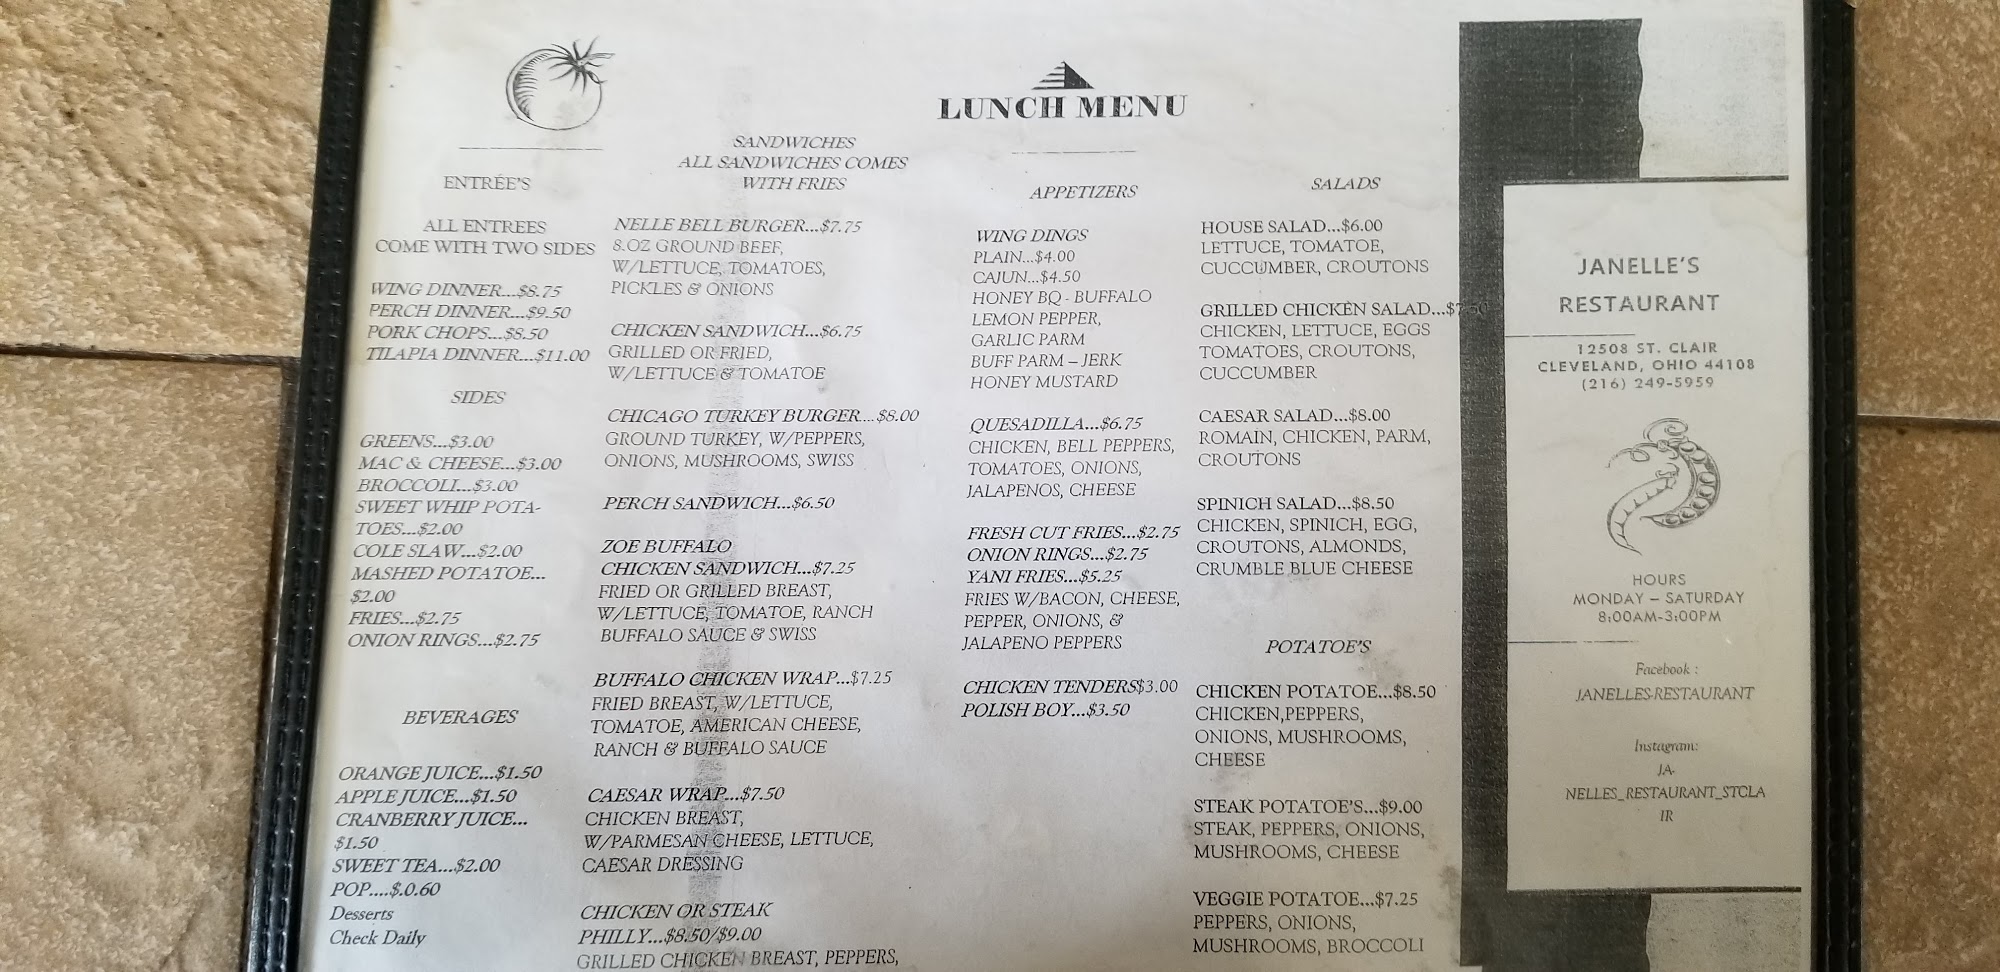 LUNCH MENU
ENTRÉE'S
ALL ENTREES
COME WITH TWO SIDES
WING DINNER...$8.75
PERCH DINNER...$9.50
PORK CHOPS...$8.50
TILAPIA DINNER...$11.00
SIDES
GREENS...$3.00
MAC & CHEESE...$3.00
BROCCOLI...$3.00
SWEET WHIP POTA-
TOES...$2.00
COLE SLAW...$2.00
MASHED POTATOE...
$2.00
FRIES...$2.75
ONION RINGS...$2.75
BEVERAGES
ORANGE JUICE...$1.50
APPLE JUICE...$1.50
CRANBERRY JUICE...
$1.50
SWEET TEA....$2.00
POP....$.0.60
Desserts
Check Daily
SANDWICHES
ALL SANDWICHES COMES
WITH FRIES
NELLE BELL BURGER...$7.75
8.OZ GROUND BEEF,
W/LETTUCE, TOMATOES,
PICKLES & ONIONS
CHICKEN SANDWICH...$6.75
GRILLED OR FRIED,
W/LETTUCE & TOMATOE
CHICAGO TURKEY BURGER....$8.00
GROUND TURKEY, W/PEPPERS,
ONIONS, MUSHROOMS, SWISS
PERCH SANDWICH...$6.50
ZOE BUFFALO
CHICKEN SANDWICH...$7.25
FRIED OR GRILLED BREAST,
W/LETTUCE, TOMATOE, RANCH
BUFFALO SAUCE & SWISS
BUFFALO CHICKEN WRAP...$7.25
FRIED BREAST, W/LETTUCE,
TOMATOE, AMERICAN CHEESE,
RANCH & BUFFALO SAUCE
CAESAR WRAP...$7.50
CHICKEN BREAST,
W/PARMESAN CHEESE, LETTUCE,
CAESAR DRESSING
CHICKEN OR STEAK
PHILLY...$8.50/$9.00
GRILLED CHICKEN BREAST, PEPPERS,
APPETIZERS
WING DINGS
PLAIN...$4.00
CAJUN...$4.50
HONEY BQ - BUFFALO
LEMON PEPPER,
GARLIC PARM
BUFF PARM – JERK
HONEY MUSTARD
QUESADILLA...$6.75
CHICKEN, BELL PEPPERS,
TOMATOES, ONIONS,
JALAPENOS, CHEESE
FRESH CUT FRIES...$2.75
ONION RINGS...$2.75
YANI FRIES...$5.25
FRIES W/BACON, CHEESE,
PEPPER, ONIONS, &
JALAPENO PEPPERS
CHICKEN TENDERS$3.00
POLISH BOY...$3.50
SALADS
HOUSE SALAD...$6.00
LETTUCE, TOMATOE,
CUCCUMBER, CROUTONS
GRILLED CHICKEN SALAD...$7.50
CHICKEN, LETTUCE, EGGS
TOMATOES, CROUTONS,
CUCCUMBER
CAESAR SALAD...$8.00
ROMAIN, CHICKEN, PARM,
CROUTONS
SPINICH SALAD...$8.50
CHICKEN, SPINICH, EGG,
CROUTONS, ALMONDS,
CRUMBLE BLUE CHEESE
POTATOE'S
CHICKEN POTATOE...$8.50
CHICKEN,PEPPERS,
ONIONS, MUSHROOMS,
CHEESE
STEAK POTATOE'S...$9.00
STEAK, PEPPERS, ONIONS,
MUSHROOMS, CHEESE
VEGGIE POTATOE...$7.25
PEPPERS, ONIONS,
MUSHROOMS, BROCCOLI
JANELLE'S
RESTAURANT
12508 ST. CLAIR
CLEVELAND, OHIO 44108
(216) 249-5959
HOURS
MONDAY – SATURDAY
8:00AM-3:00PM
Facebook :
JANELLES-RESTAURANT
Instagram:
JA-
NELLES_RESTAURANT_STCLA
IR